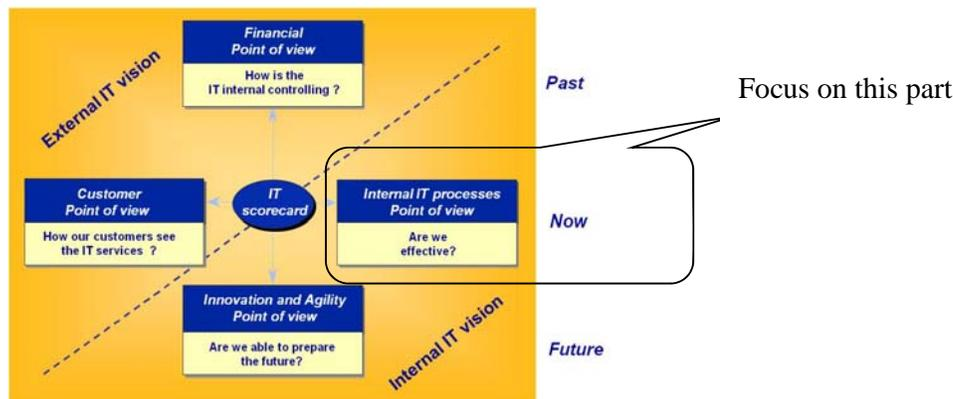 Financial
Point of view
How is the
IT internal controlling ?
External IT vision
Past
Focus on this part
Customer
Point of view
How our customers see
the IT services ?
IT
scorecard
Internal IT processes
Point of view
Are we
effective?
Now
Innovation and Agility
Point of view
Are we able to prepare
the future?
Internal IT vision
Future